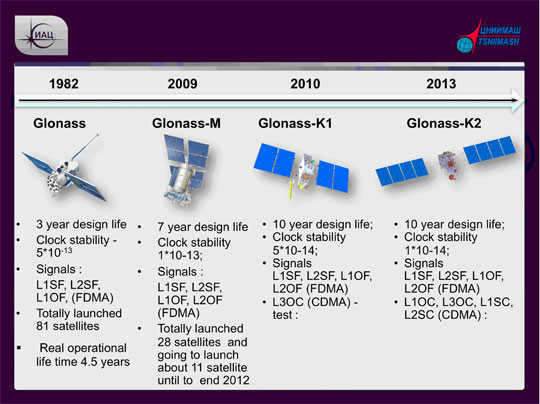 ИАЦ
ЦНИИМАШ
TSNIIMASH
1982
2009
2010
2013
Glonass
Glonass-M
Glonass-K1
Glonass-K2
• 3 year design life
• Clock stability -
5*10-13
• Signals :
L1SF, L2SF,
L1OF, (FDMA)
• Totally launched
81 satellites
▪ Real operational
life time 4.5 years
• 7 year design life
• Clock stability
1*10-13;
• Signals :
L1SF, L2SF,
L1OF, L2OF
(FDMA)
• Totally launched
28 satellites and
going to launch
about 11 satellite
until to end 2012
• 10 year design life;
• Clock stability
5*10-14;
• Signals
L1SF, L2SF, L1OF,
L2OF (FDMA)
• L3OC (CDMA) -
test :
• 10 year design life;
• Clock stability
1*10-14;
• Signals
L1SF, L2SF, L1OF,
L2OF (FDMA)
• L1OC, L3OC, L1SC,
L2SC (CDMA) :